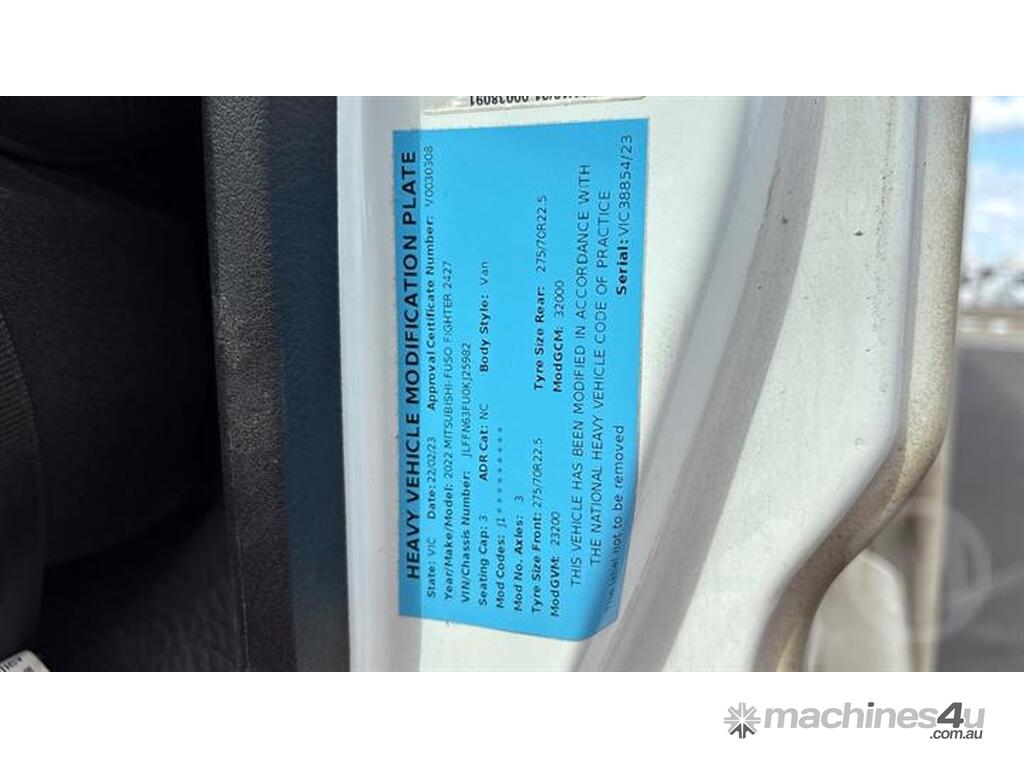 00038091
HEAVY VEHICLE MODIFICATION PLATE
State: VIC Date: 22/02/23 Approval Certificate Number: V0030308
Year/Make/Model: 2022 MITSUBISHI FUSO FIGHTER 2427
VIN/Chassis Number: JLFFN63FU0KJ25982
Seating Cap: 3 ADR Cat: NC Body Style: Van
Mod Codes: J1 * * * * * * * * *
Mod No. Axles: 3
Tyre Size Front: 275/70R22.5 Tyre Size Rear: 275/70R22.5
ModGVM: 23200 ModGCM: 32000
THIS VEHICLE HAS BEEN MODIFIED IN ACCORDANCE WITH
THE NATIONAL HEAVY VEHICLE CODE OF PRACTICE
This label not to be removed Serial: VIC38854/23
machines4u
.com.au